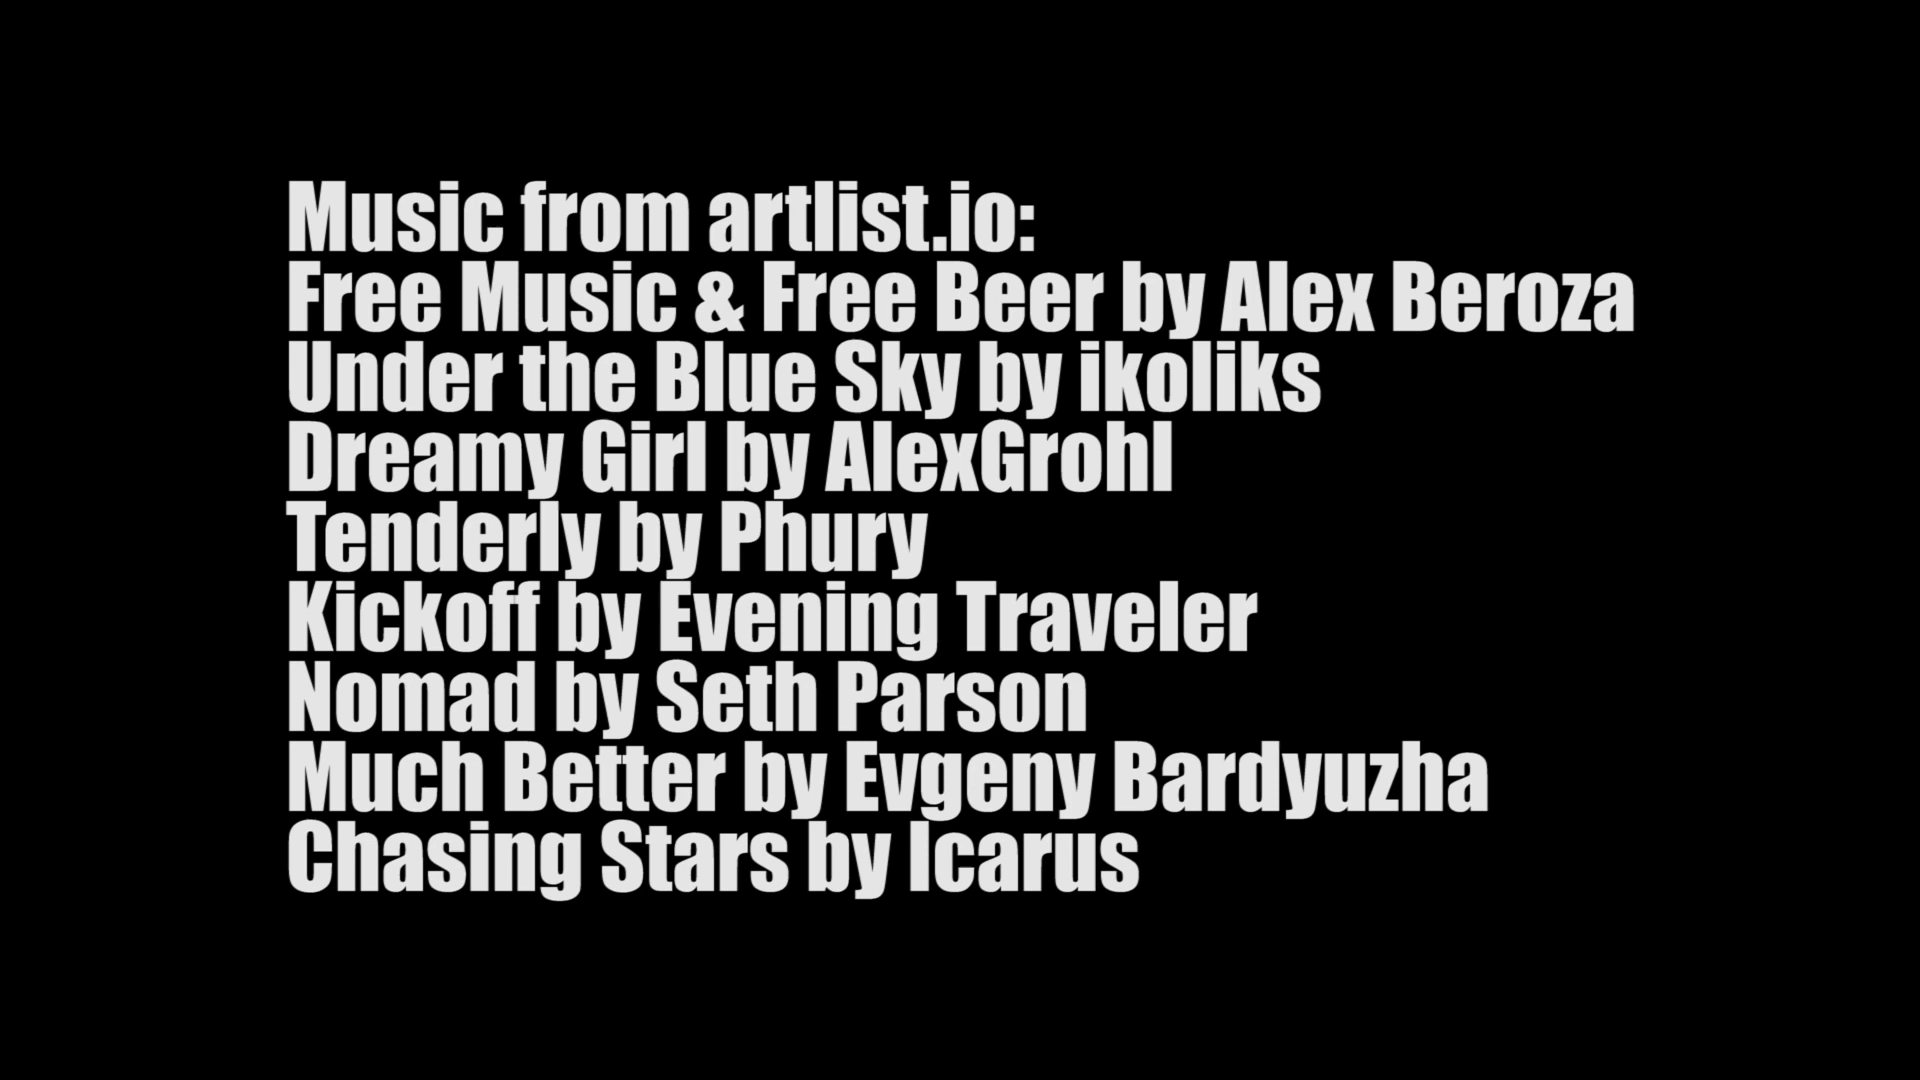 Music from artlist.io:
Free Music & Free Beer by Alex Beroza
Under the Blue Sky by ikoliks
Dreamy Girl by AlexGrohl
Tenderly by Phury
Kickoff by Evening Traveler
Nomad by Seth Parson
Much Better by Evgeny Bardyuzha
Chasing Stars by Icarus